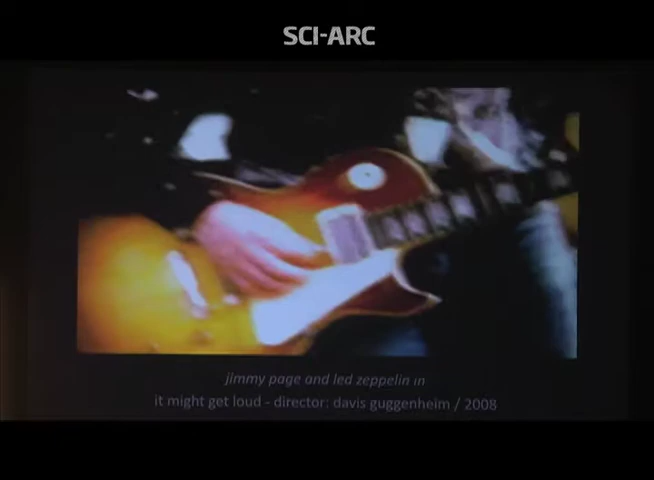 SCI-ARC
jimmy page and led zeppelin in
it might get loud - director: davis guggenheim / 2008